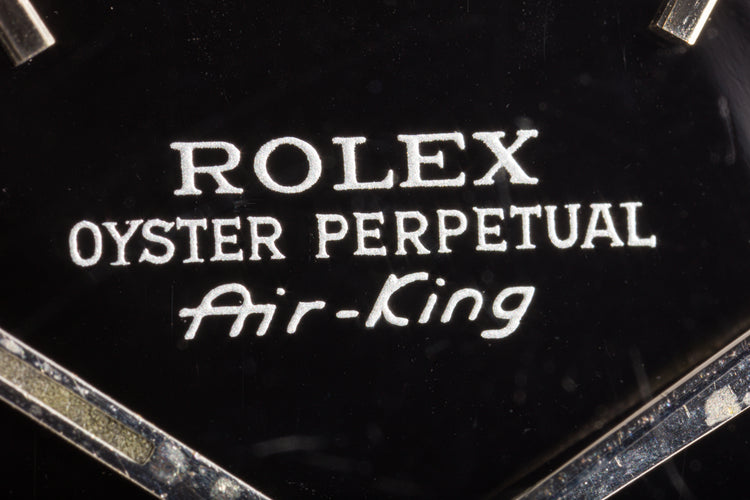 ROLEX
OYSTER PERPETUAL
Air-King